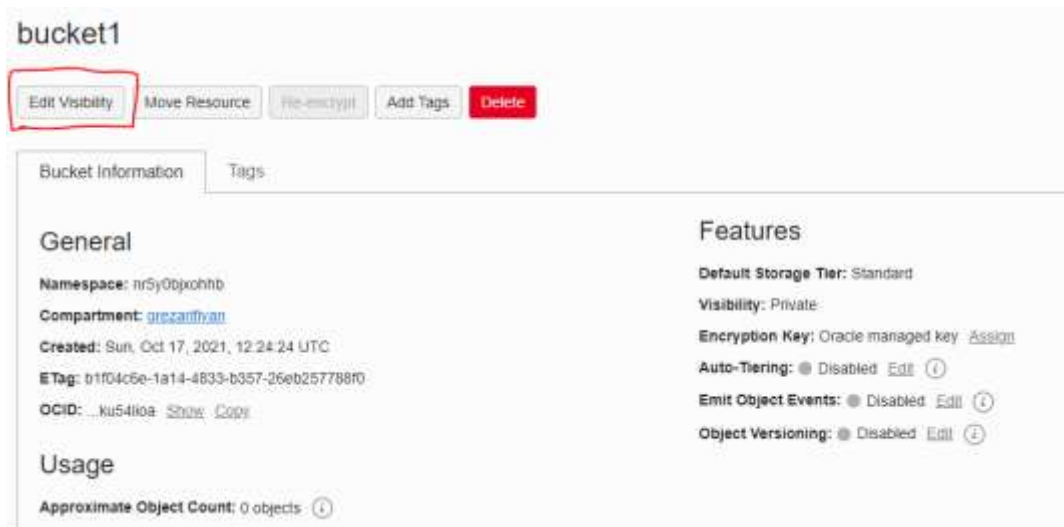 bucket1
Edit Visibility Move Resource Re-encrypt Add Tags Delete
Bucket Information Tags
General
Namespace: nr5y0bjxohhb
Compartment: grezarifiyan
Created: Sun, Oct 17, 2021, 12:24:24 UTC
ETag: b1f04c6e-1a14-4833-b357-26eb257788f0
OCID: ...ku54lioa Show Copy
Usage
Approximate Object Count: 0 objects
Features
Default Storage Tier: Standard
Visibility: Private
Encryption Key: Oracle managed key Assign
Auto-Tiering: Disabled Edit
Emit Object Events: Disabled Edit
Object Versioning: Disabled Edit